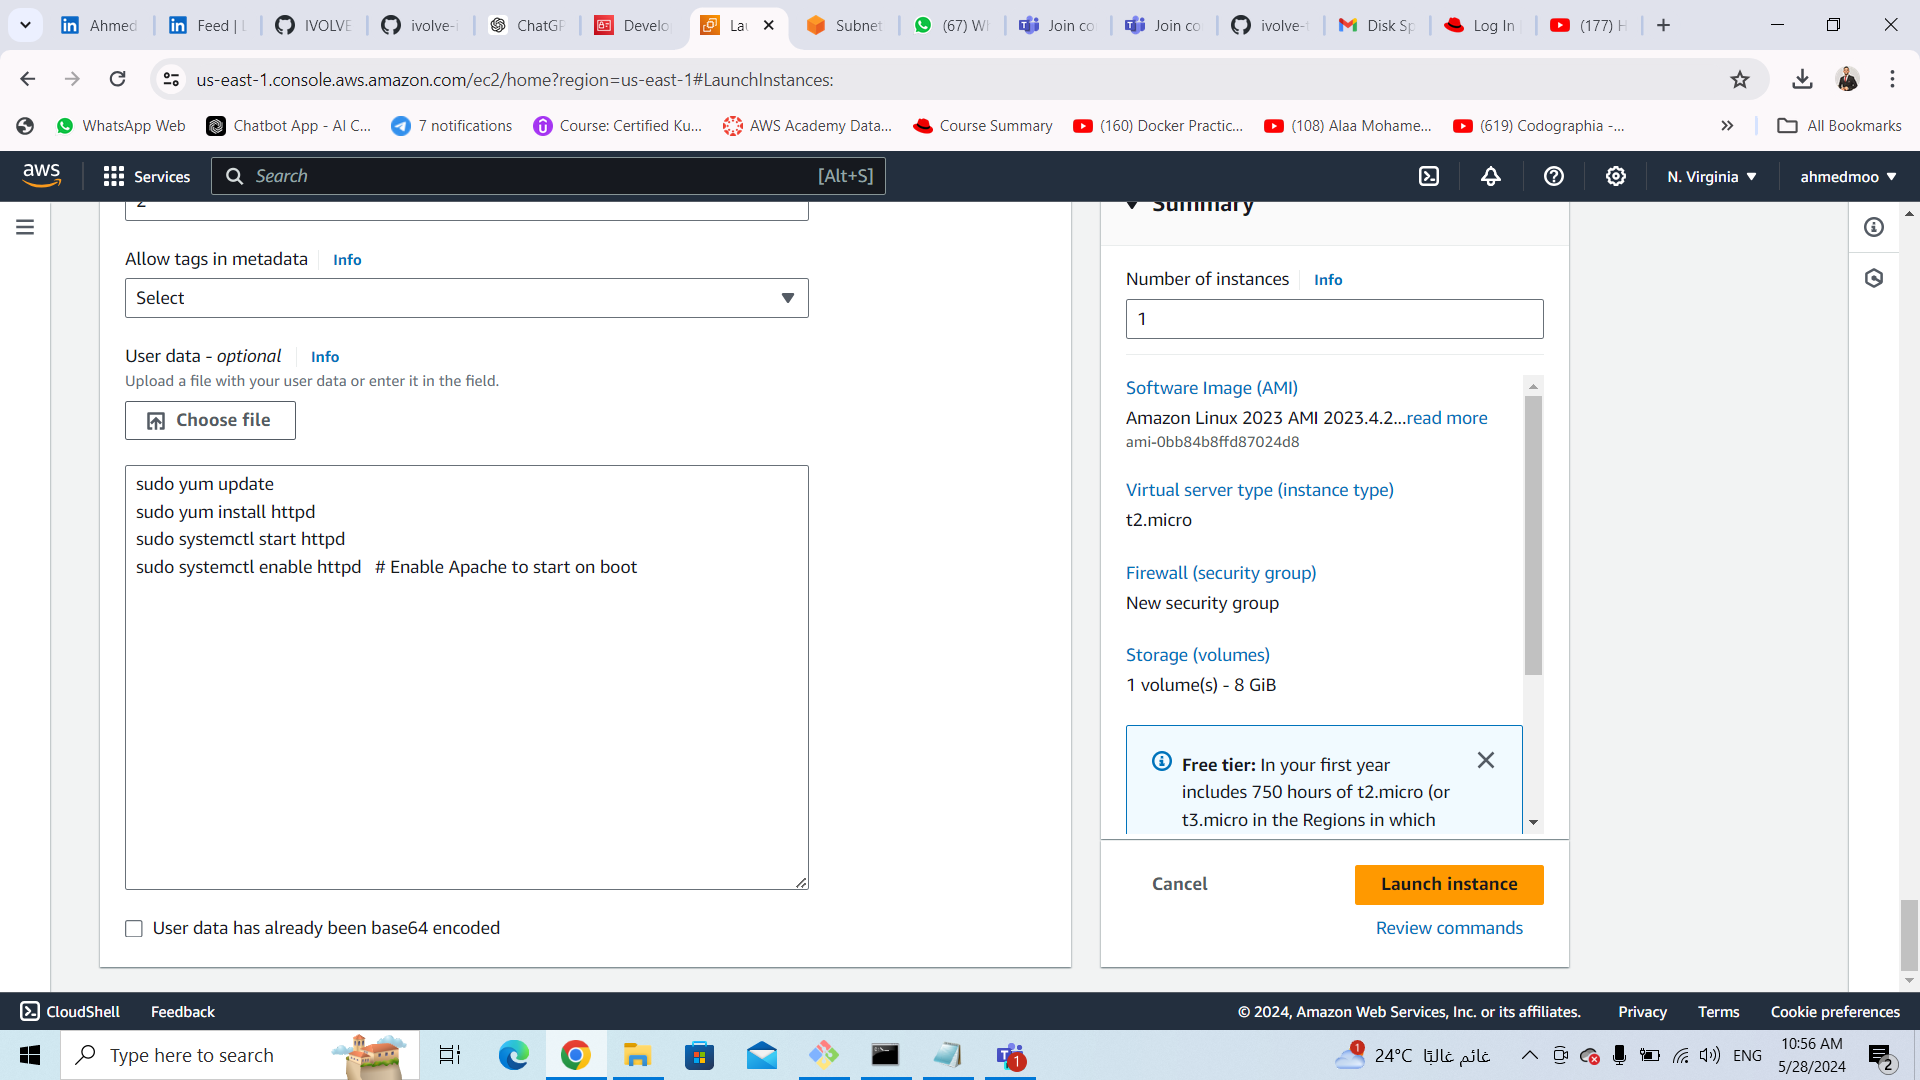 Ahmed
Feed | L
IVOLVE
ivolve-i
ChatGP
Develo
La
Subnet
(67) Wh
Join co
Join co
ivolve-t
Disk Sp
Log In
(177) H
us-east-1.console.aws.amazon.com/ec2/home?region=us-east-1#LaunchInstances:
WhatsApp Web
Chatbot App - AI C...
7 notifications
Course: Certified Ku...
AWS Academy Data...
Course Summary
(160) Docker Practic...
(108) Alaa Mohame...
(619) Codographia -...
All Bookmarks
aws
Services
Search
[Alt+S]
N. Virginia
ahmedmoo
2
Allow tags in metadata
Info
Select
User data - optional
Info
Upload a file with your user data or enter it in the field.
Choose file
sudo yum update
sudo yum install httpd
sudo systemctl start httpd
sudo systemctl enable httpd   # Enable Apache to start on boot
User data has already been base64 encoded
Summary
Number of instances
Info
1
Software Image (AMI)
Amazon Linux 2023 AMI 2023.4.2...read more
ami-0bb84b8ffd87024d8
Virtual server type (instance type)
t2.micro
Firewall (security group)
New security group
Storage (volumes)
1 volume(s) - 8 GiB
Free tier: In your first year
includes 750 hours of t2.micro (or
t3.micro in the Regions in which
Cancel
Launch instance
Review commands
CloudShell
Feedback
© 2024, Amazon Web Services, Inc. or its affiliates.
Privacy
Terms
Cookie preferences
Type here to search
1
1
24°C غائم غالبًا
ENG
10:56 AM
5/28/2024
2